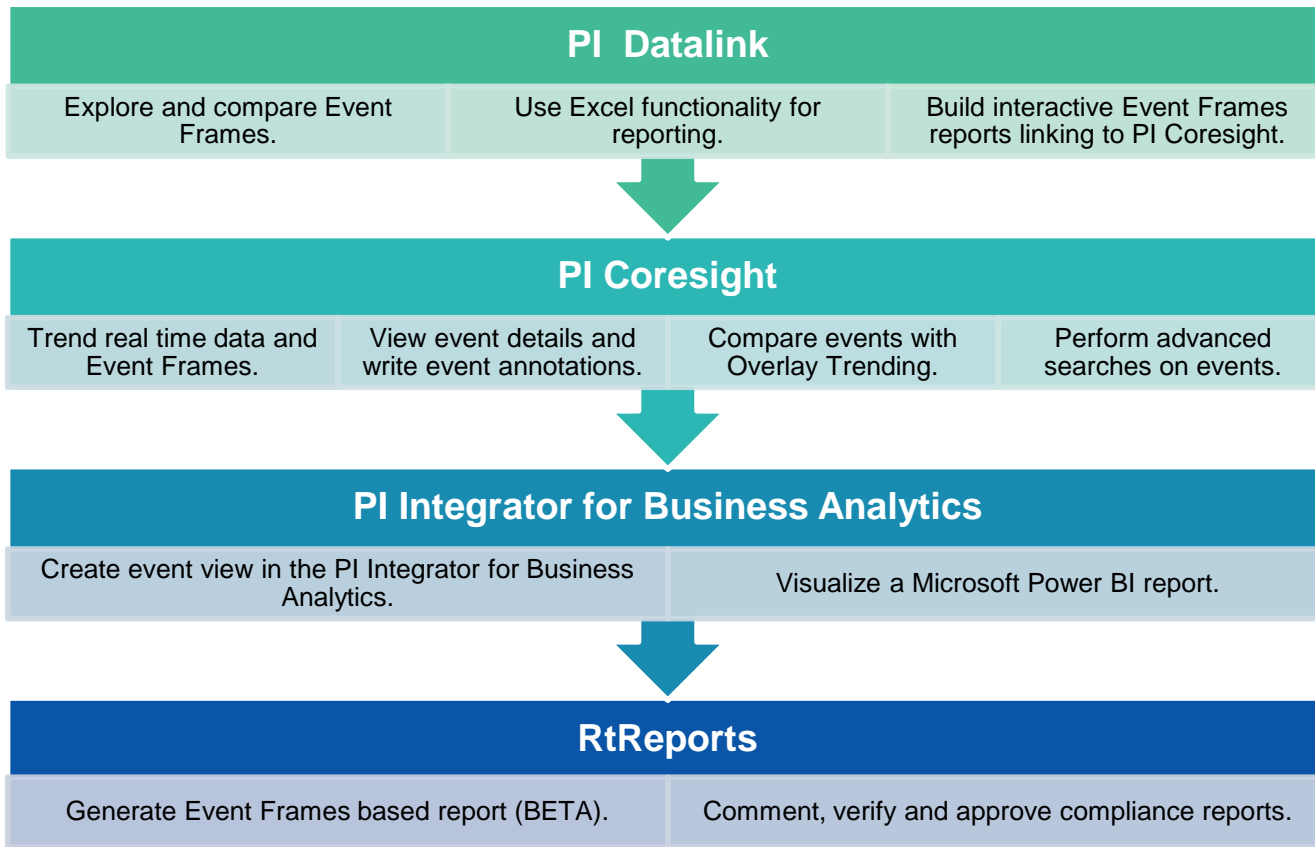 PI Datalink
Explore and compare Event
Frames.
Use Excel functionality for
reporting.
Build interactive Event Frames
reports linking to PI Coresight.
PI Coresight
Trend real time data and
Event Frames.
View event details and
write event annotations.
Compare events with
Overlay Trending.
Perform advanced
searches on events.
PI Integrator for Business Analytics
Create event view in the PI Integrator for Business
Analytics.
Visualize a Microsoft Power BI report.
RtReports
Generate Event Frames based report (BETA).
Comment, verify and approve compliance reports.